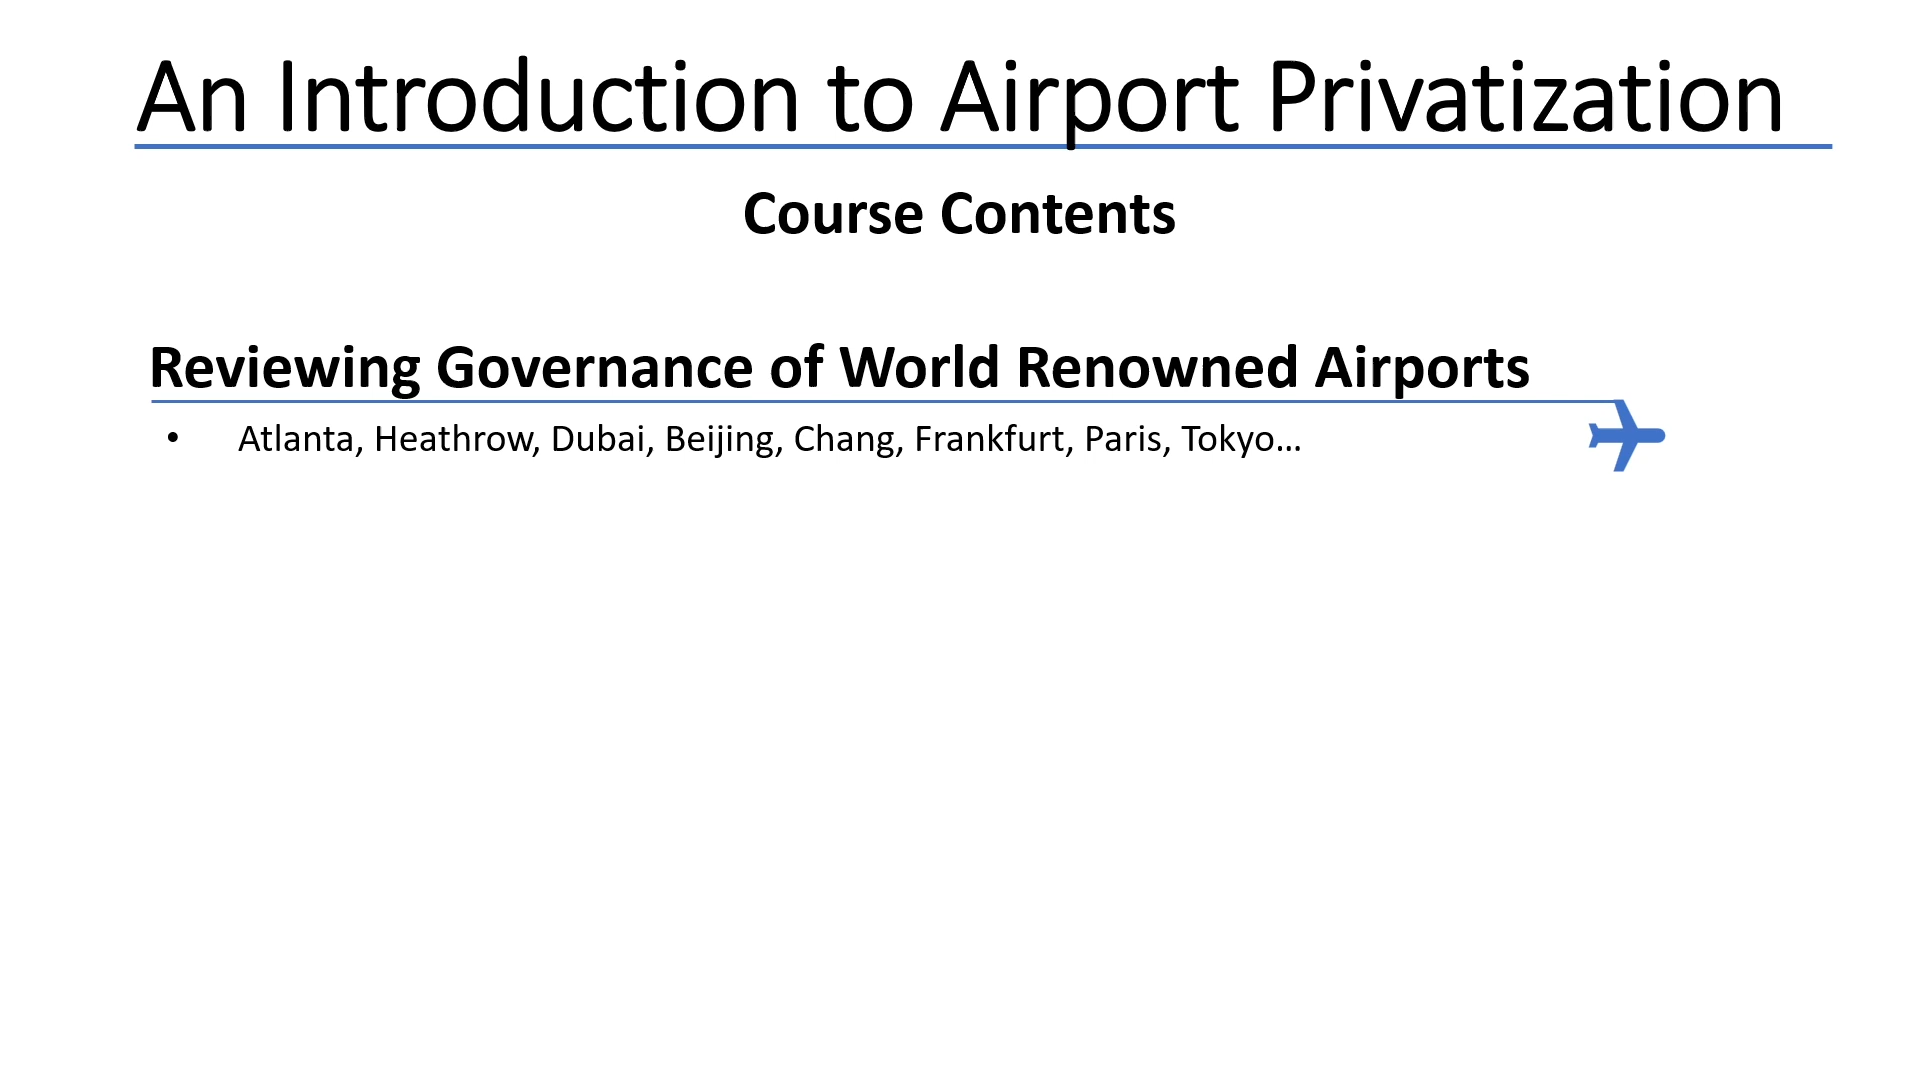 An Introduction to Airport Privatization
Course Contents
Reviewing Governance of World Renowned Airports
• Atlanta, Heathrow, Dubai, Beijing, Chang, Frankfurt, Paris, Tokyo…